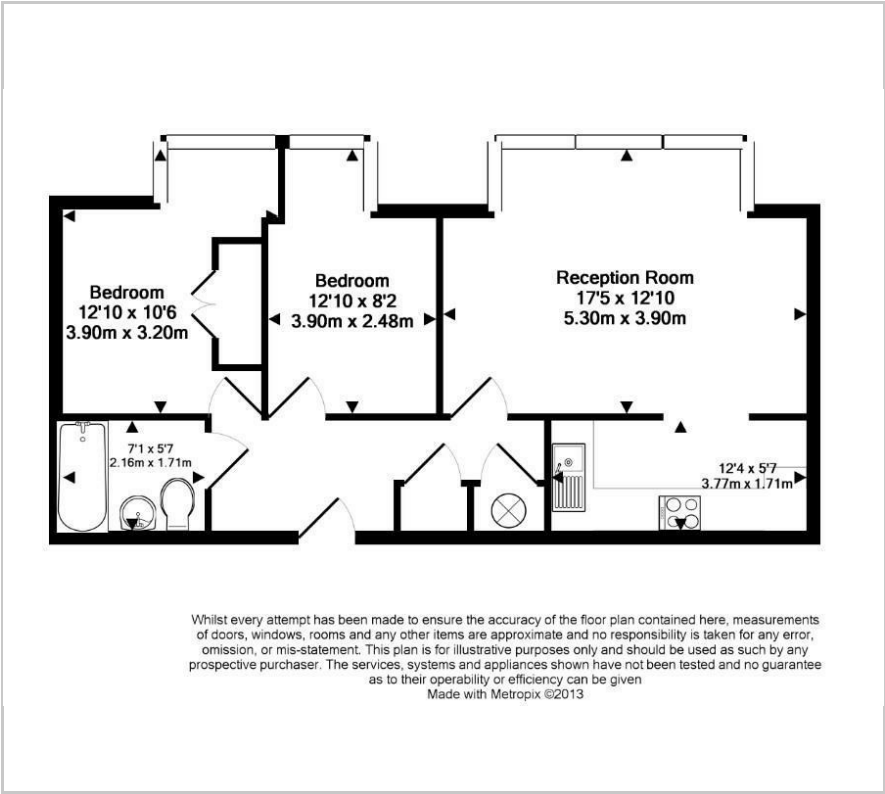 Bedroom
12'10 x 10'6
3.90m x 3.20m
Bedroom
12'10 x 8'2
3.90m x 2.48m
Reception Room
17'5 x 12'10
5.30m x 3.90m
7'1 x 5'7
2.16m x 1.71m
12'4 x 5'7
3.77m x 1.71m
Whilst every attempt has been made to ensure the accuracy of the floor plan contained here, measurements
of doors, windows, rooms and any other items are approximate and no responsibility is taken for any error,
omission, or mis-statement. This plan is for illustrative purposes only and should be used as such by any
prospective purchaser. The services, systems and appliances shown have not been tested and no guarantee
as to their operability or efficiency can be given
Made with Metropix ©2013